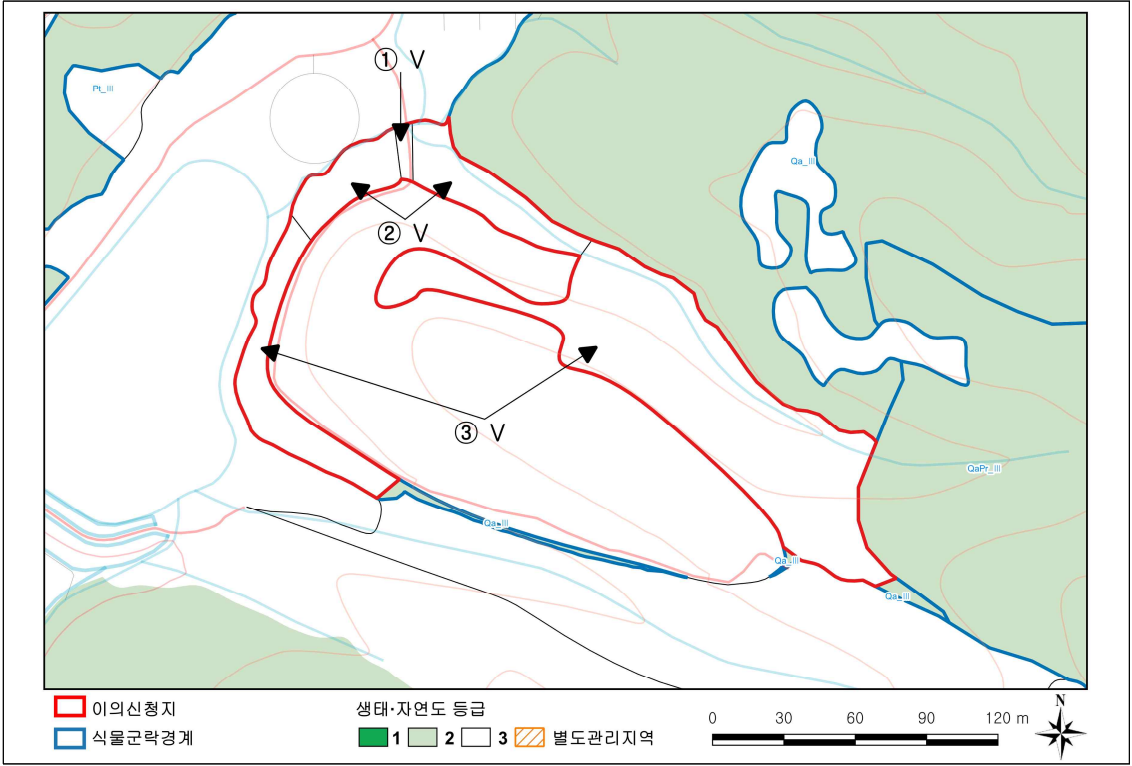 ① V
Pt_III
Qa_III
② V
③ V
QaPr_III
Qa_III
Qa_III
Qa_III
이의신청지
식물군락경계
생태·자연도 등급
1 2 3 별도관리지역
0 30 60 90 120 m
N